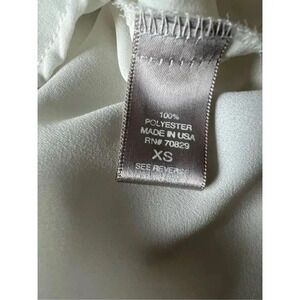 100%
POLYESTER
MADE IN USA
RN# 70829
XS
SEE REVERSE